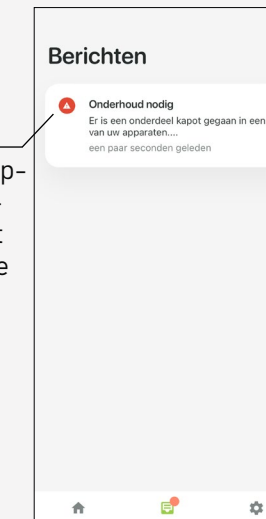 Berichten
Onderhoud nodig
Er is een onderdeel kapot gegaan in een
van uw apparaten....
een paar seconden geleden
p-
t
e